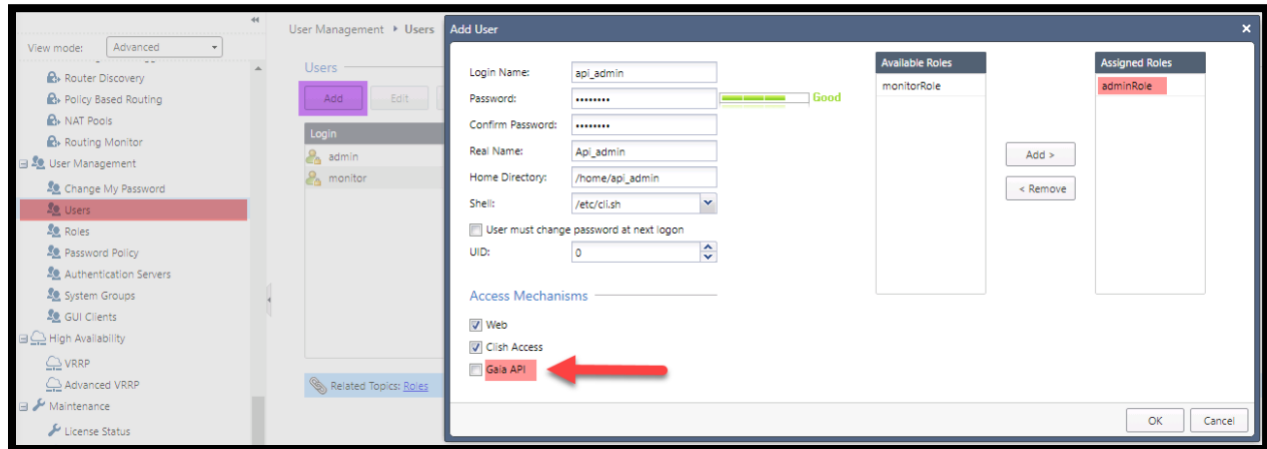 View mode: Advanced
Router Discovery
Policy Based Routing
NAT Pools
Routing Monitor
User Management
Change My Password
Users
Roles
Password Policy
Authentication Servers
System Groups
GUI Clients
High Availability
VRRP
Advanced VRRP
Maintenance
License Status
User Management Users
Users
Add Edit
Login
admin
monitor
Related Topics: Roles
Add User
Login Name: api_admin
Password: •••••••• Good
Confirm Password: ••••••••
Real Name: Api_admin
Home Directory: /home/api_admin
Shell: /etc/cli.sh
User must change password at next logon
UID: 0
Access Mechanisms
Web
Clish Access
Gaia API
Available Roles
monitorRole
Add >
< Remove
Assigned Roles
adminRole
OK Cancel